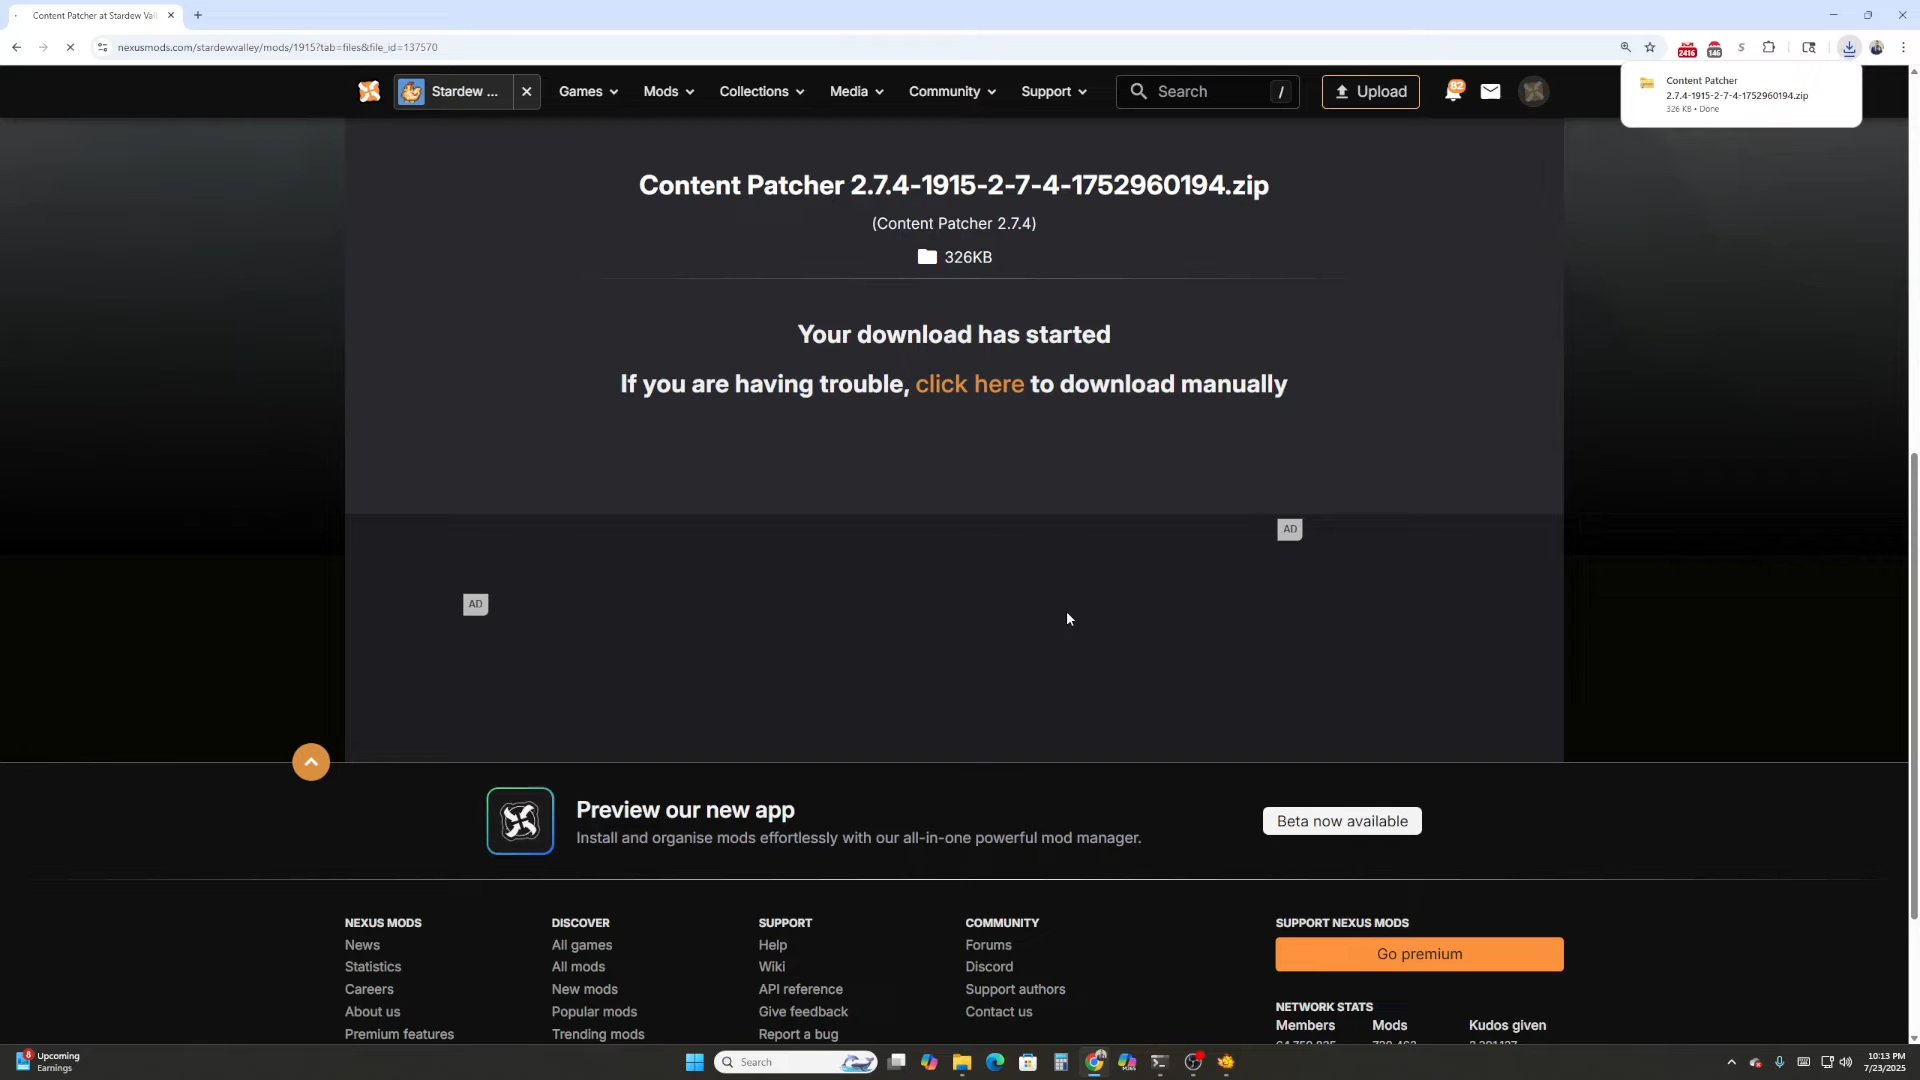 Content Patcher at Stardew Val
nexusmods.com/stardewvalley/mods/1915?tab=files&file_id=137570
2416
146
Content Patcher
2.7.4-1915-2-7-4-1752960194.zip
326 KB • Done
Stardew ...
Games
Mods
Collections
Media
Community
Support
Search
/
Upload
82
Content Patcher 2.7.4-1915-2-7-4-1752960194.zip
(Content Patcher 2.7.4)
326KB
Your download has started
If you are having trouble, click here to download manually
AD
AD
Preview our new app
Install and organise mods effortlessly with our all-in-one powerful mod manager.
Beta now available
NEXUS MODS
News
Statistics
Careers
About us
Premium features
DISCOVER
All games
All mods
New mods
Popular mods
Trending mods
SUPPORT
Help
Wiki
API reference
Give feedback
Report a bug
COMMUNITY
Forums
Discord
Support authors
Contact us
SUPPORT NEXUS MODS
Go premium
NETWORK STATS
Members
Mods
Kudos given
8
Upcoming
Earnings
Search
10:13 PM
7/23/2025